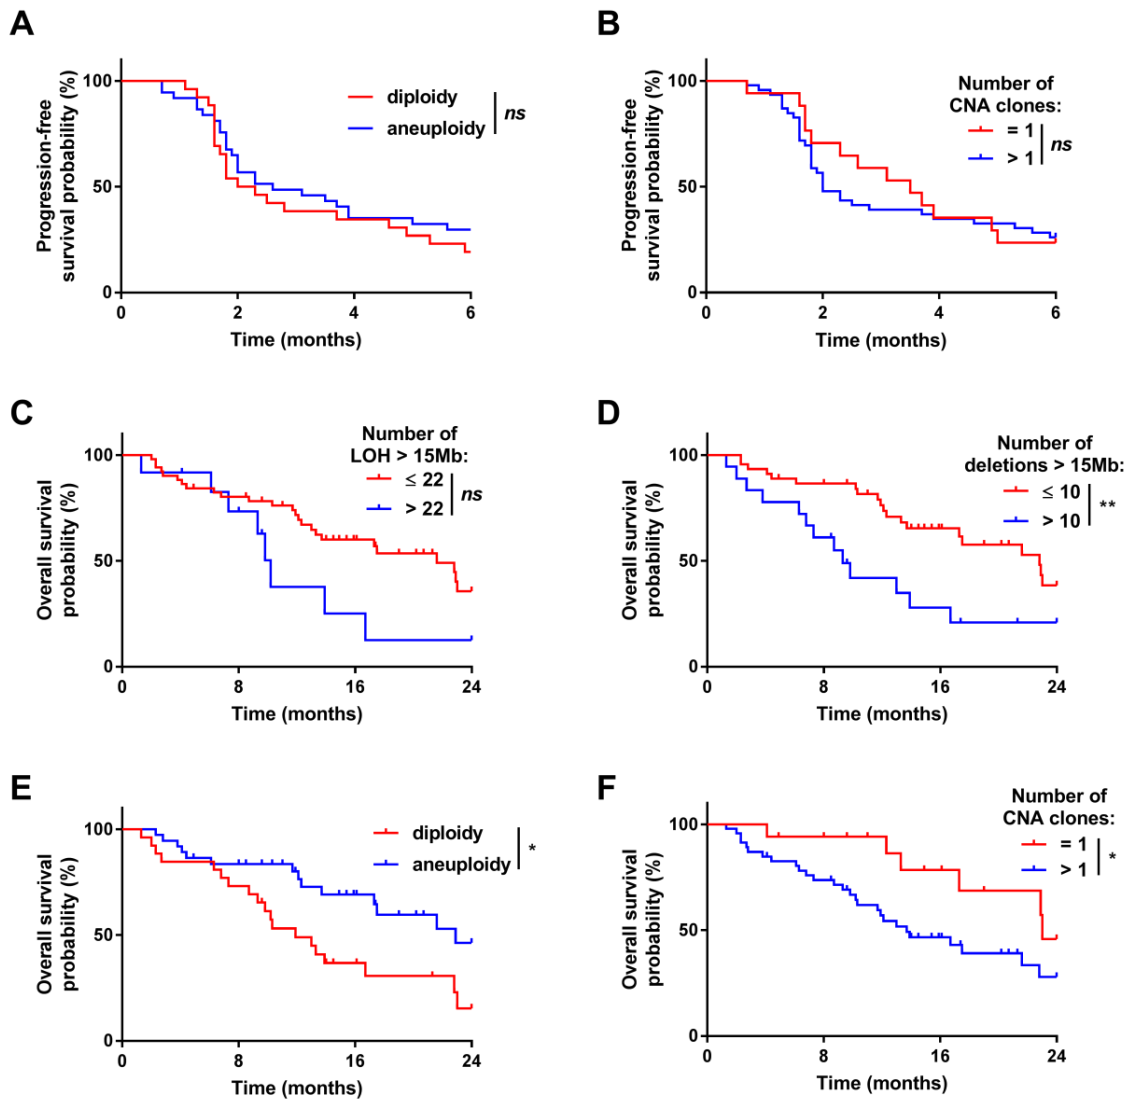 A
Progression-free
survival probability (%)
100
50
0
0 2 4 6
Time (months)
diploidy
aneuploidy
ns
B
Progression-free
survival probability (%)
100
50
0
0 2 4 6
Time (months)
Number of
CNA clones:
= 1
> 1
ns
C
Overall survival
probability (%)
100
50
0
0 8 16 24
Time (months)
Number of
LOH > 15Mb:
≤ 22
> 22
ns
D
Overall survival
probability (%)
100
50
0
0 8 16 24
Time (months)
Number of
deletions > 15Mb:
≤ 10
> 10
**
E
Overall survival
probability (%)
100
50
0
0 8 16 24
Time (months)
diploidy
aneuploidy
*
F
Overall survival
probability (%)
100
50
0
0 8 16 24
Time (months)
Number of
CNA clones:
= 1
> 1
*